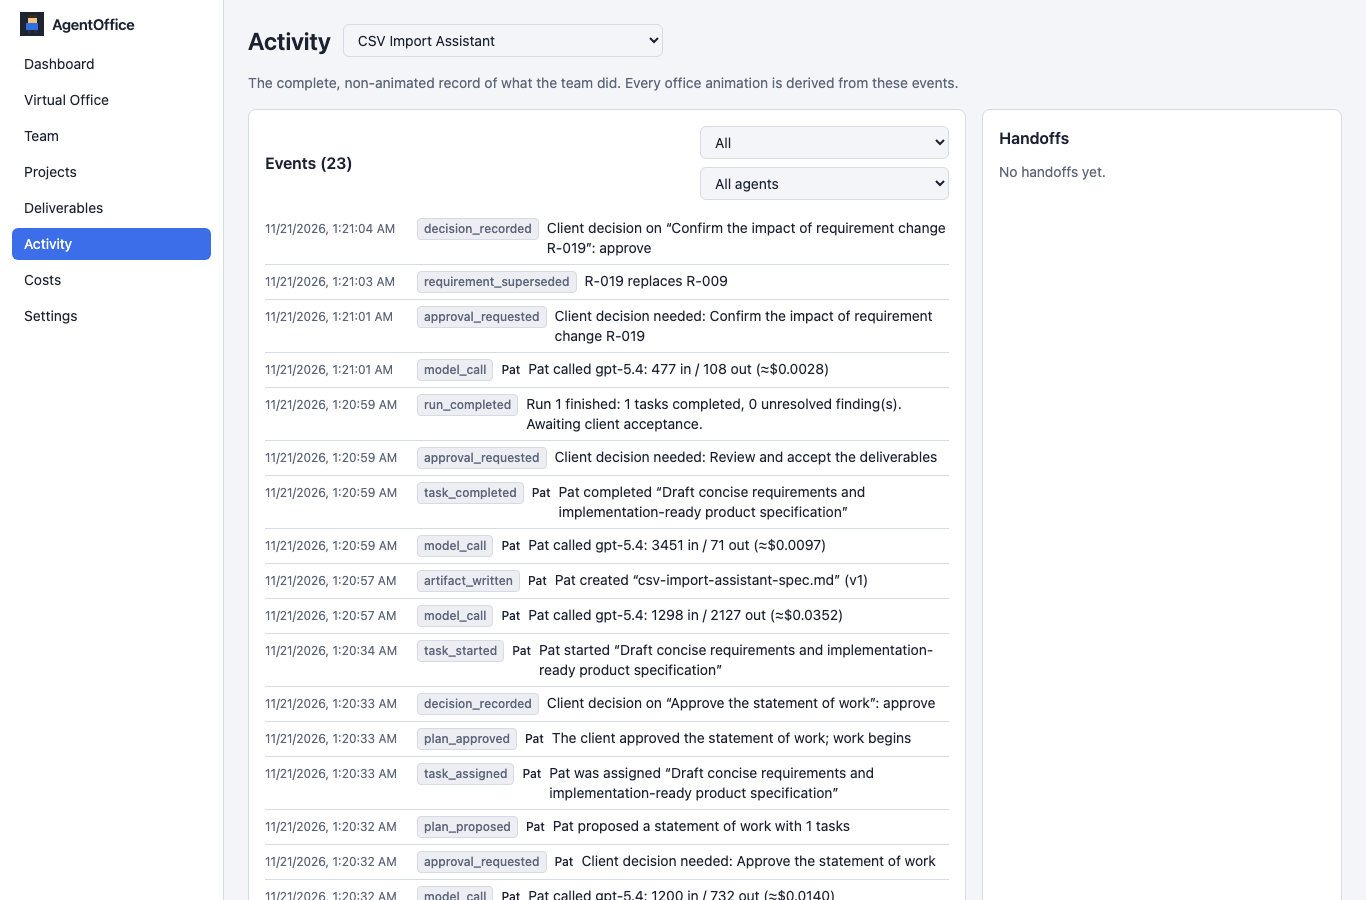 AgentOffice
Dashboard
Virtual Office
Team
Projects
Deliverables
Activity
Costs
Settings
Activity
CSV Import Assistant
The complete, non-animated record of what the team did. Every office animation is derived from these events.
Events (23)
All
All agents
11/21/2026, 1:21:04 AM decision_recorded Client decision on “Confirm the impact of requirement change
R-019”: approve
11/21/2026, 1:21:03 AM requirement_superseded R-019 replaces R-009
11/21/2026, 1:21:01 AM approval_requested Client decision needed: Confirm the impact of requirement
change R-019
11/21/2026, 1:21:01 AM model_call Pat Pat called gpt-5.4: 477 in / 108 out (≈$0.0028)
11/21/2026, 1:20:59 AM run_completed Run 1 finished: 1 tasks completed, 0 unresolved finding(s).
Awaiting client acceptance.
11/21/2026, 1:20:59 AM approval_requested Client decision needed: Review and accept the deliverables
11/21/2026, 1:20:59 AM task_completed Pat Pat completed “Draft concise requirements and
implementation-ready product specification”
11/21/2026, 1:20:59 AM model_call Pat Pat called gpt-5.4: 3451 in / 71 out (≈$0.0097)
11/21/2026, 1:20:57 AM artifact_written Pat Pat created “csv-import-assistant-spec.md” (v1)
11/21/2026, 1:20:57 AM model_call Pat Pat called gpt-5.4: 1298 in / 2127 out (≈$0.0352)
11/21/2026, 1:20:34 AM task_started Pat Pat started “Draft concise requirements and implementation-
ready product specification”
11/21/2026, 1:20:33 AM decision_recorded Client decision on “Approve the statement of work”: approve
11/21/2026, 1:20:33 AM plan_approved Pat The client approved the statement of work; work begins
11/21/2026, 1:20:33 AM task_assigned Pat Pat was assigned “Draft concise requirements and
implementation-ready product specification”
11/21/2026, 1:20:32 AM plan_proposed Pat Pat proposed a statement of work with 1 tasks
11/21/2026, 1:20:32 AM approval_requested Pat Client decision needed: Approve the statement of work
11/21/2026, 1:20:32 AM model_call Pat Pat called gpt-5.4: 1200 in / 732 out (≈$0.0140)
Handoffs
No handoffs yet.